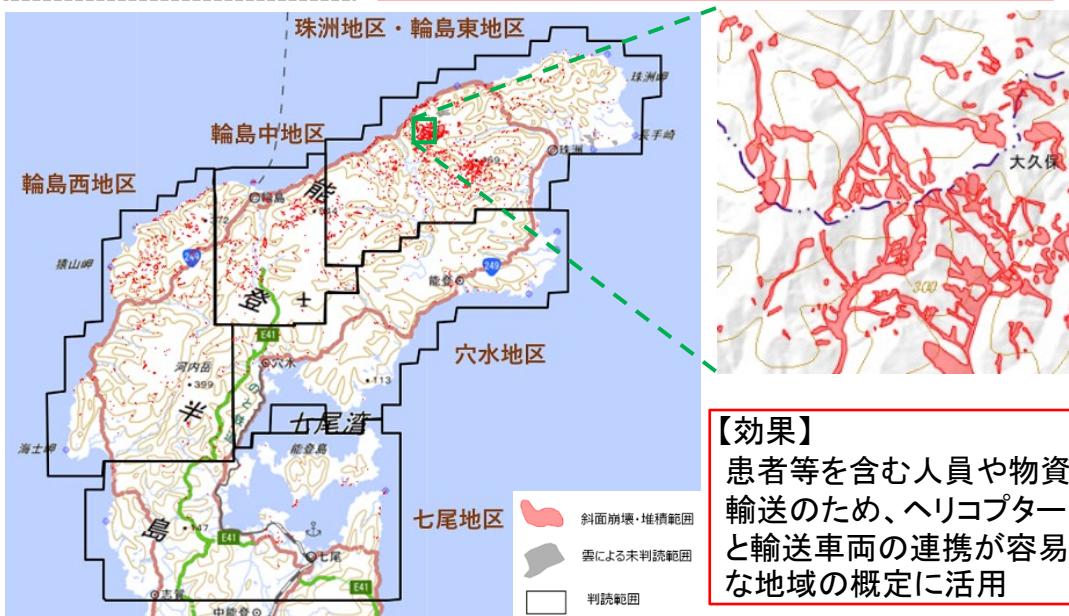 珠洲地区・輪島東地区
珠洲岬
輪島中地区
長手崎
珠洲
大久保
輪島西地区
輪島
能
猿山岬
249
249
能登
登
300
E41
穴水地区
河内岳
穴水
・399
・113
半
七尾湾
海士岬
能登島
【効果】
患者等を含む人員や物資
輸送のため、ヘリコプター
と輸送車両の連携が容易
な地域の概定に活用
七尾地区
斜面崩壊・堆積範囲
島
・147
E41
雲による未判読範囲
七尾
E41
志賀
判読範囲
中能登